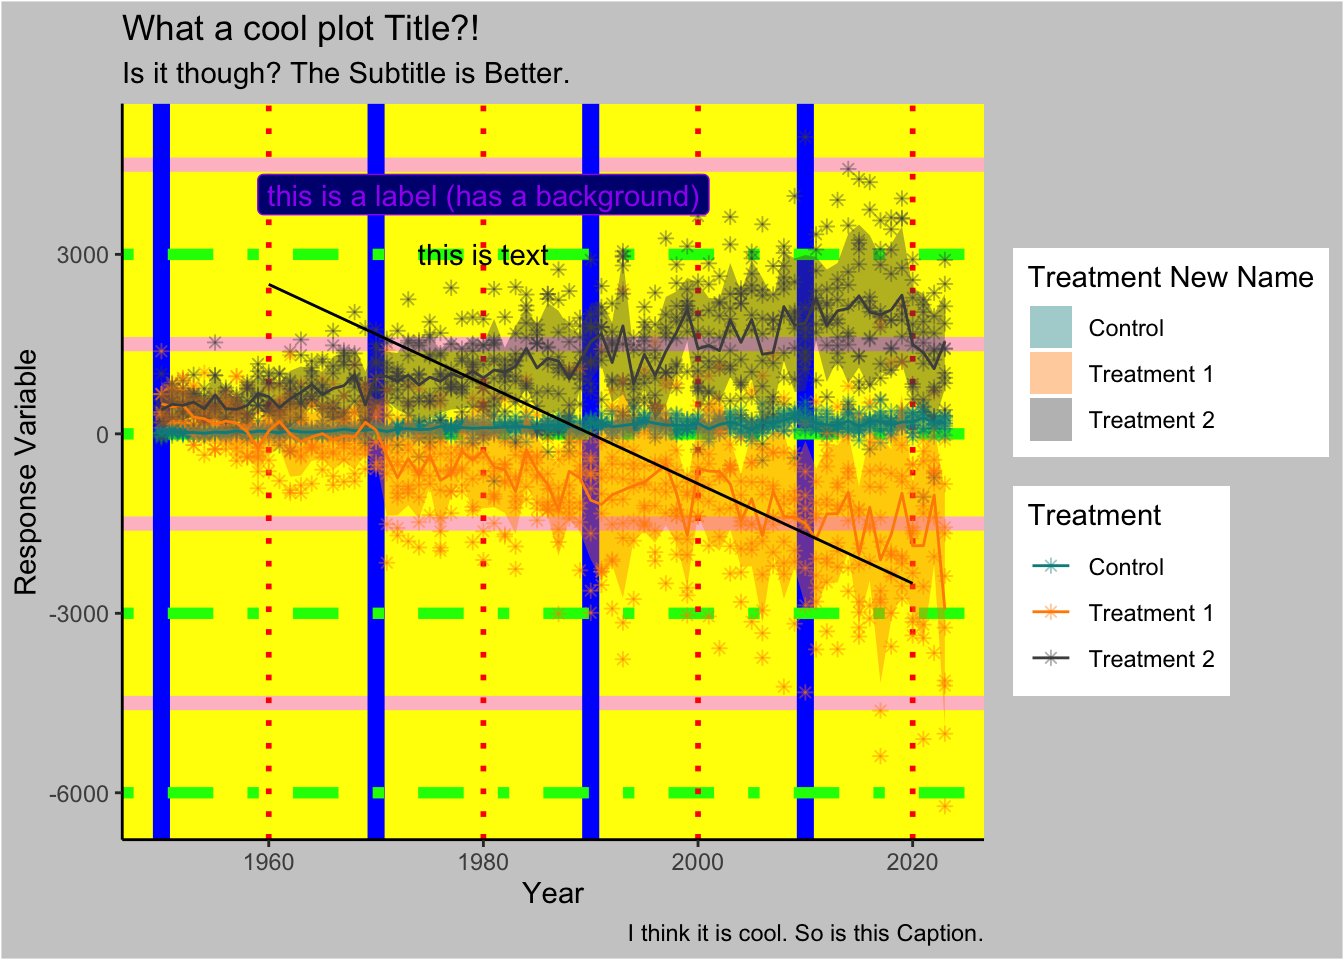 What a cool plot Title?!
Is it though? The Subtitle is Better.
this is a label (has a background)
this is text
3000
0
-3000
-6000
Response Variable
1960
1980
2000
2020
Year
I think it is cool. So is this Caption.
Treatment New Name
Control
Treatment 1
Treatment 2
Treatment
Control
Treatment 1
Treatment 2